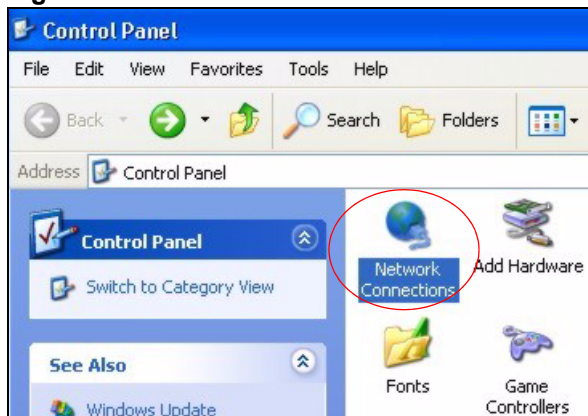 Control Panel
File Edit View Favorites Tools Help
Back Search Folders
Address Control Panel
Control Panel
Switch to Category View
See Also
Windows Update
Network Connections
Add Hardware
Fonts
Game Controllers